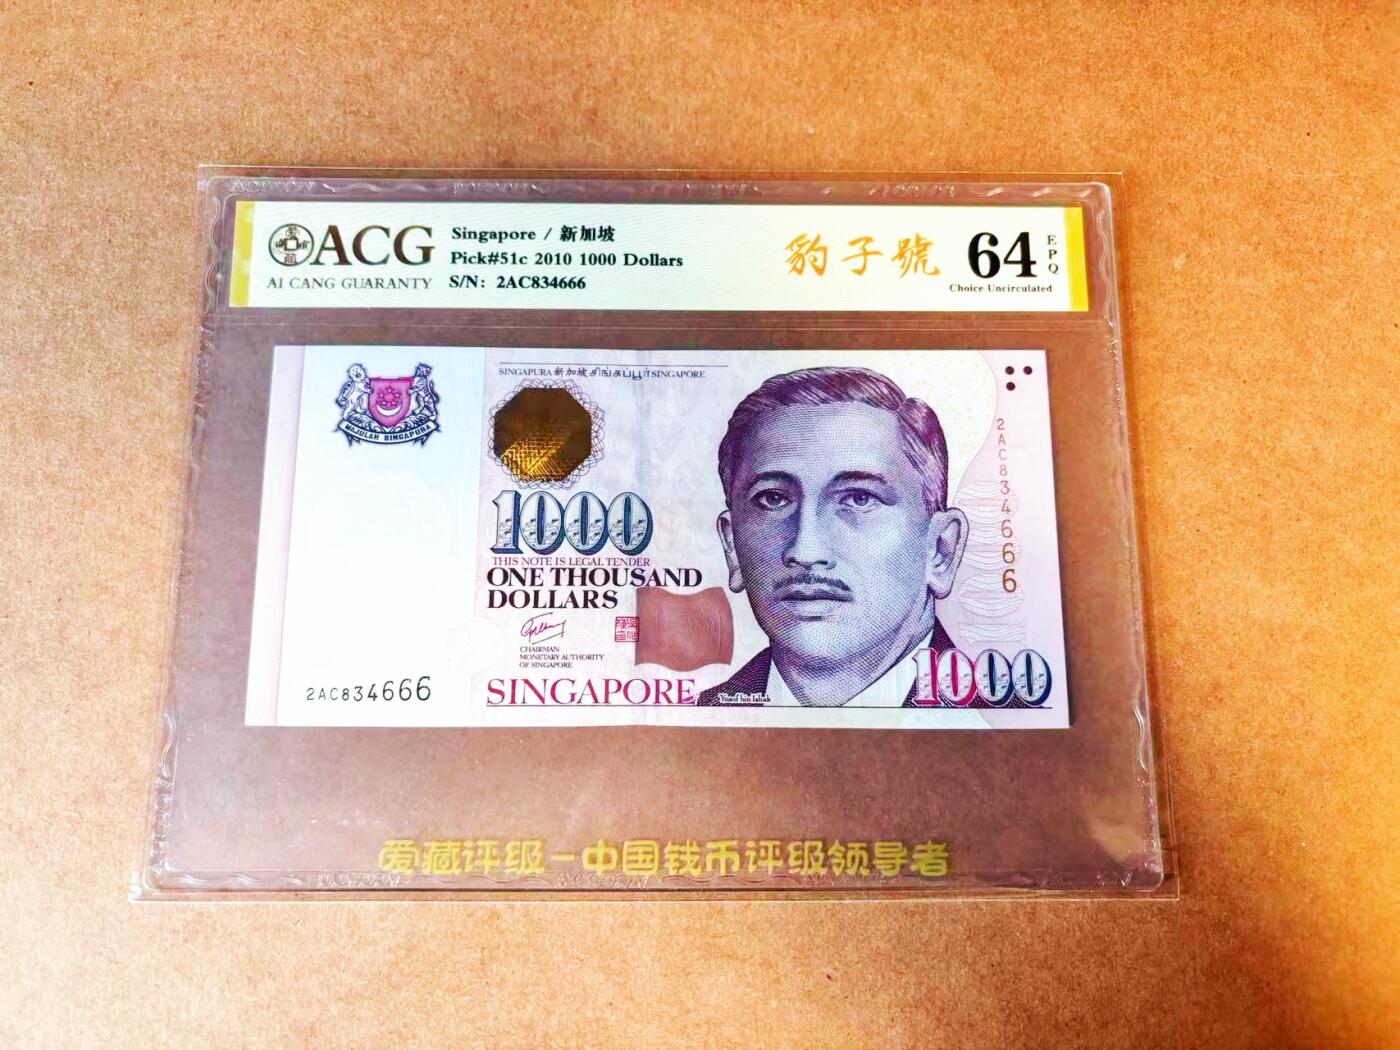 ACG
AI CANG GUARANTY
Singapore / 新加坡
Pick#51c 2010 1000 Dollars
S/N: 2AC834666
豹子號
64
EPQ
Choice Uncirculated
SINGAPURA 新加坡 சிங்கப்பூர் SINGAPORE
MAJULAH SINGAPURA
2AC834666
1000
THIS NOTE IS LEGAL TENDER
ONE THOUSAND
DOLLARS
CHAIRMAN
MONETARY AUTHORITY
OF SINGAPORE
2AC834666
SINGAPORE
Yusof bin Ishak
1000
爱藏评级－中国钱币评级领导者